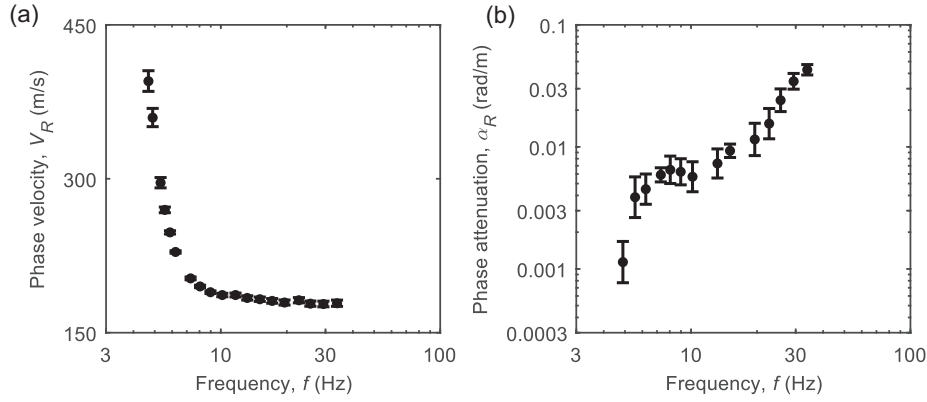 (a)
450
300
150
3
10
30
100
Phase velocity, V_R (m/s)
Frequency, f (Hz)
(b)
0.1
0.03
0.01
0.003
0.001
0.0003
3
10
30
100
Phase attenuation, α_R (rad/m)
Frequency, f (Hz)